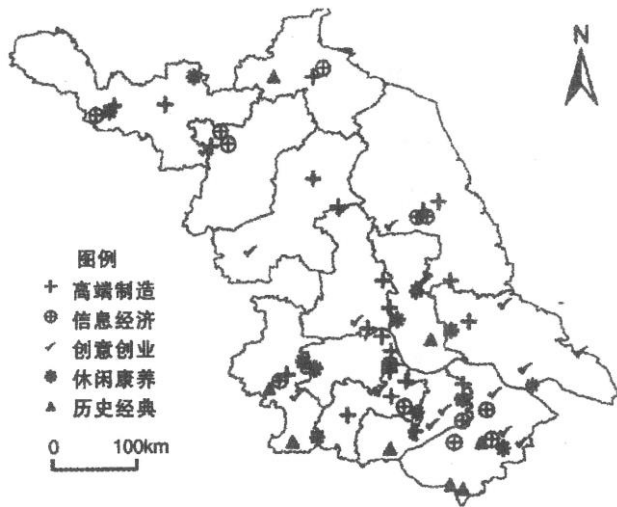 N
图例
高端制造
信息经济
创意创业
休闲康养
历史经典
0 100km